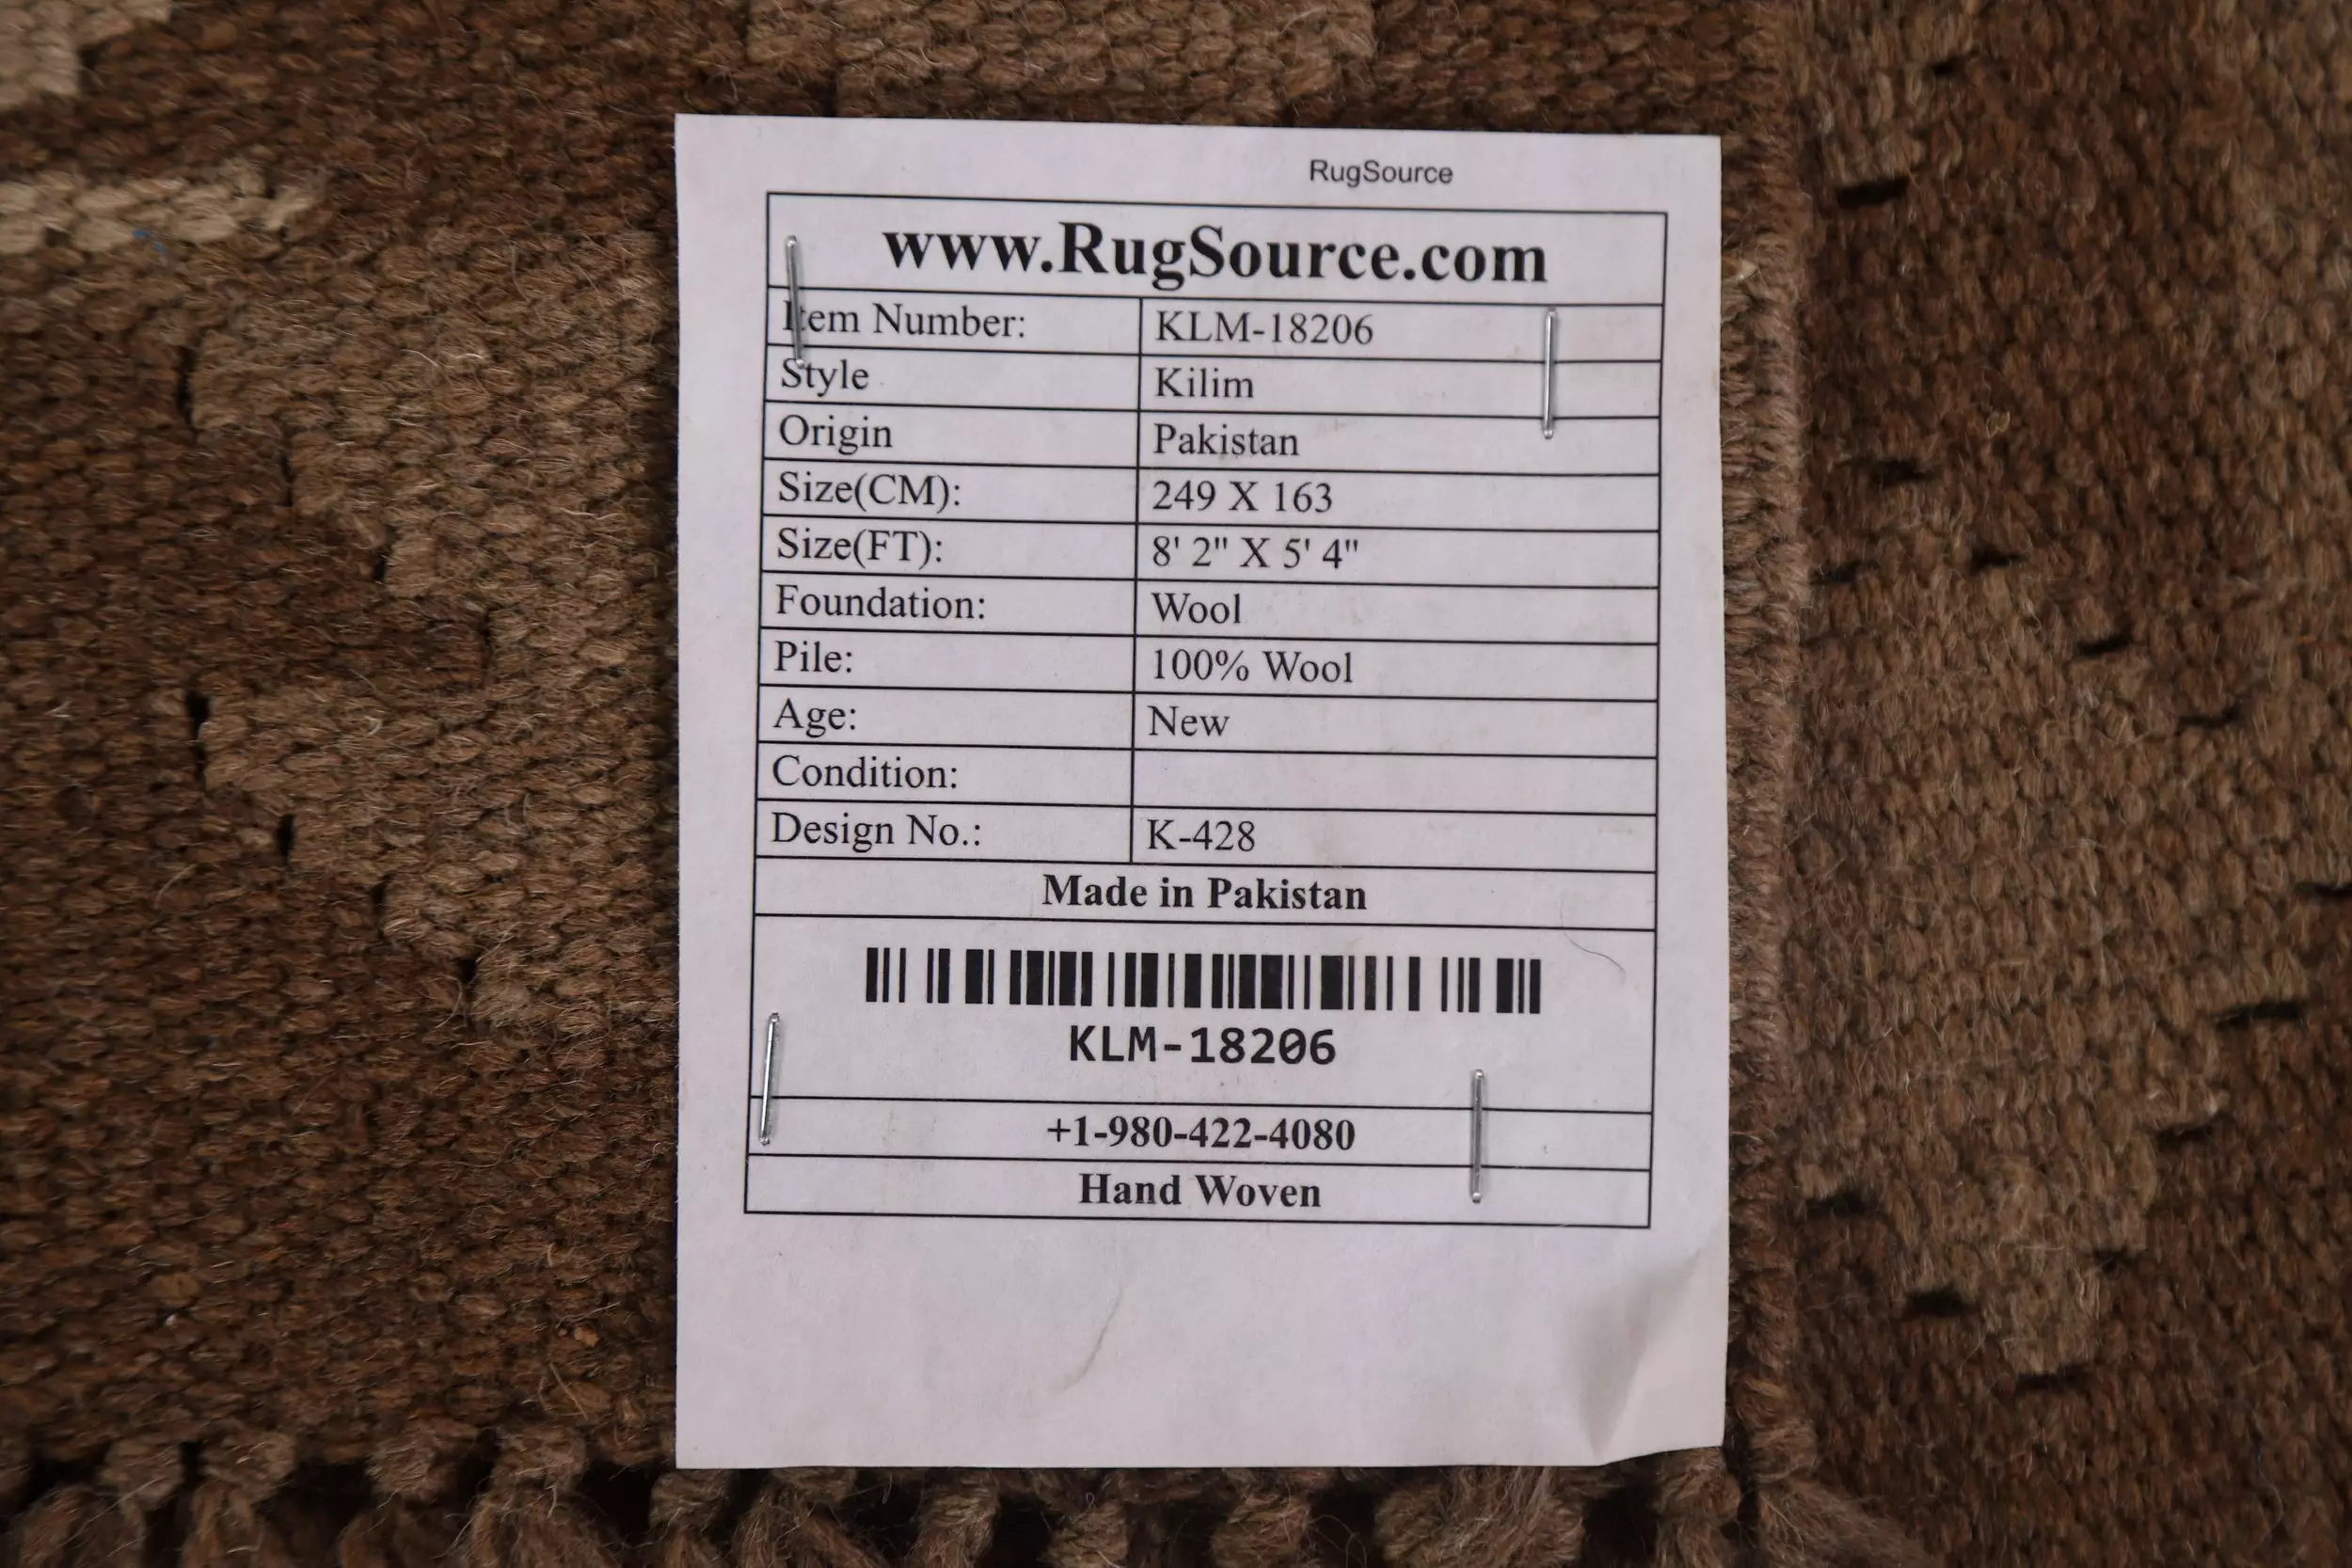 RugSource
www.RugSource.com
Item Number: KLM-18206
Style Kilim
Origin Pakistan
Size(CM): 249 X 163
Size(FT): 8' 2" X 5' 4"
Foundation: Wool
Pile: 100% Wool
Age: New
Condition:
Design No.: K-428
Made in Pakistan
KLM-18206
+1-980-422-4080
Hand Woven